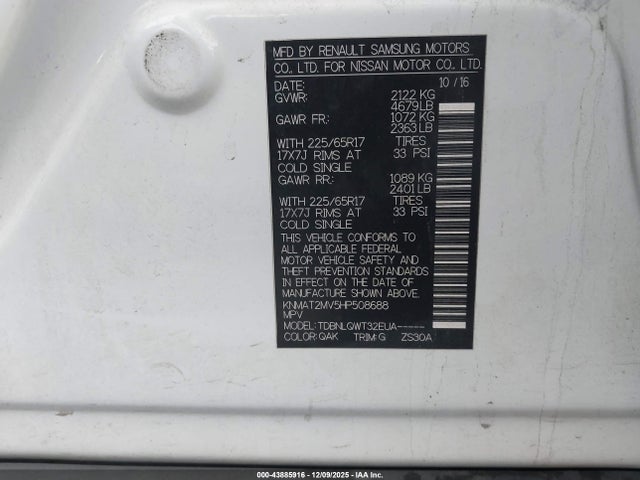 MFD BY RENAULT SAMSUNG MOTORS
CO., LTD. FOR NISSAN MOTOR CO., LTD.
DATE: 10/16
GVWR: 2122 KG
4679 LB
GAWR FR.: 1072 KG
2363 LB
WITH 225/65R17 TIRES
17X7J RIMS AT 33 PSI
COLD SINGLE
GAWR RR.: 1089 KG
2401 LB
WITH 225/65R17 TIRES
17X7J RIMS AT 33 PSI
COLD SINGLE
THIS VEHICLE CONFORMS TO
ALL APPLICABLE FEDERAL
MOTOR VEHICLE SAFETY AND
THEFT PREVENTION STANDARDS
IN EFFECT ON THE DATE OF
MANUFACTURE SHOWN ABOVE.
KNMAT2MV5HP508688
MPV
MODEL: TDBNLQWT32EUA-----
COLOR: QAK TRIM: G ZS30A
000-43885916 - 12/09/2025 - IAA Inc.